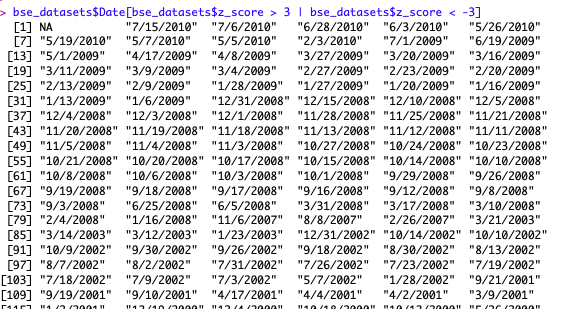 > bse_datasets$Date[bse_datasets$z_score > 3 | bse_datasets$z_score < -3]
[1] NA "7/15/2010" "7/6/2010" "6/28/2010" "6/3/2010" "5/26/2010"
[7] "5/19/2010" "5/7/2010" "5/5/2010" "2/3/2010" "7/1/2009" "6/19/2009"
[13] "5/1/2009" "4/17/2009" "4/8/2009" "3/27/2009" "3/20/2009" "3/16/2009"
[19] "3/11/2009" "3/9/2009" "3/4/2009" "2/27/2009" "2/23/2009" "2/20/2009"
[25] "2/13/2009" "2/9/2009" "1/28/2009" "1/27/2009" "1/20/2009" "1/16/2009"
[31] "1/13/2009" "1/6/2009" "12/31/2008" "12/15/2008" "12/10/2008" "12/5/2008"
[37] "12/4/2008" "12/3/2008" "12/1/2008" "11/28/2008" "11/25/2008" "11/21/2008"
[43] "11/20/2008" "11/19/2008" "11/18/2008" "11/13/2008" "11/12/2008" "11/11/2008"
[49] "11/5/2008" "11/4/2008" "11/3/2008" "10/27/2008" "10/24/2008" "10/23/2008"
[55] "10/21/2008" "10/20/2008" "10/17/2008" "10/15/2008" "10/14/2008" "10/10/2008"
[61] "10/8/2008" "10/6/2008" "10/3/2008" "10/1/2008" "9/29/2008" "9/26/2008"
[67] "9/19/2008" "9/18/2008" "9/17/2008" "9/16/2008" "9/12/2008" "9/8/2008"
[73] "9/3/2008" "6/25/2008" "6/5/2008" "3/31/2008" "3/17/2008" "3/10/2008"
[79] "2/4/2008" "1/16/2008" "11/6/2007" "8/8/2007" "2/26/2007" "3/21/2003"
[85] "3/14/2003" "3/12/2003" "1/23/2003" "12/31/2002" "10/14/2002" "10/10/2002"
[91] "10/9/2002" "9/30/2002" "9/26/2002" "9/18/2002" "8/30/2002" "8/13/2002"
[97] "8/7/2002" "8/2/2002" "7/31/2002" "7/26/2002" "7/23/2002" "7/19/2002"
[103] "7/18/2002" "7/9/2002" "7/3/2002" "5/7/2002" "1/28/2002" "9/21/2001"
[109] "9/19/2001" "9/10/2001" "4/17/2001" "4/4/2001" "4/2/2001" "3/9/2001"